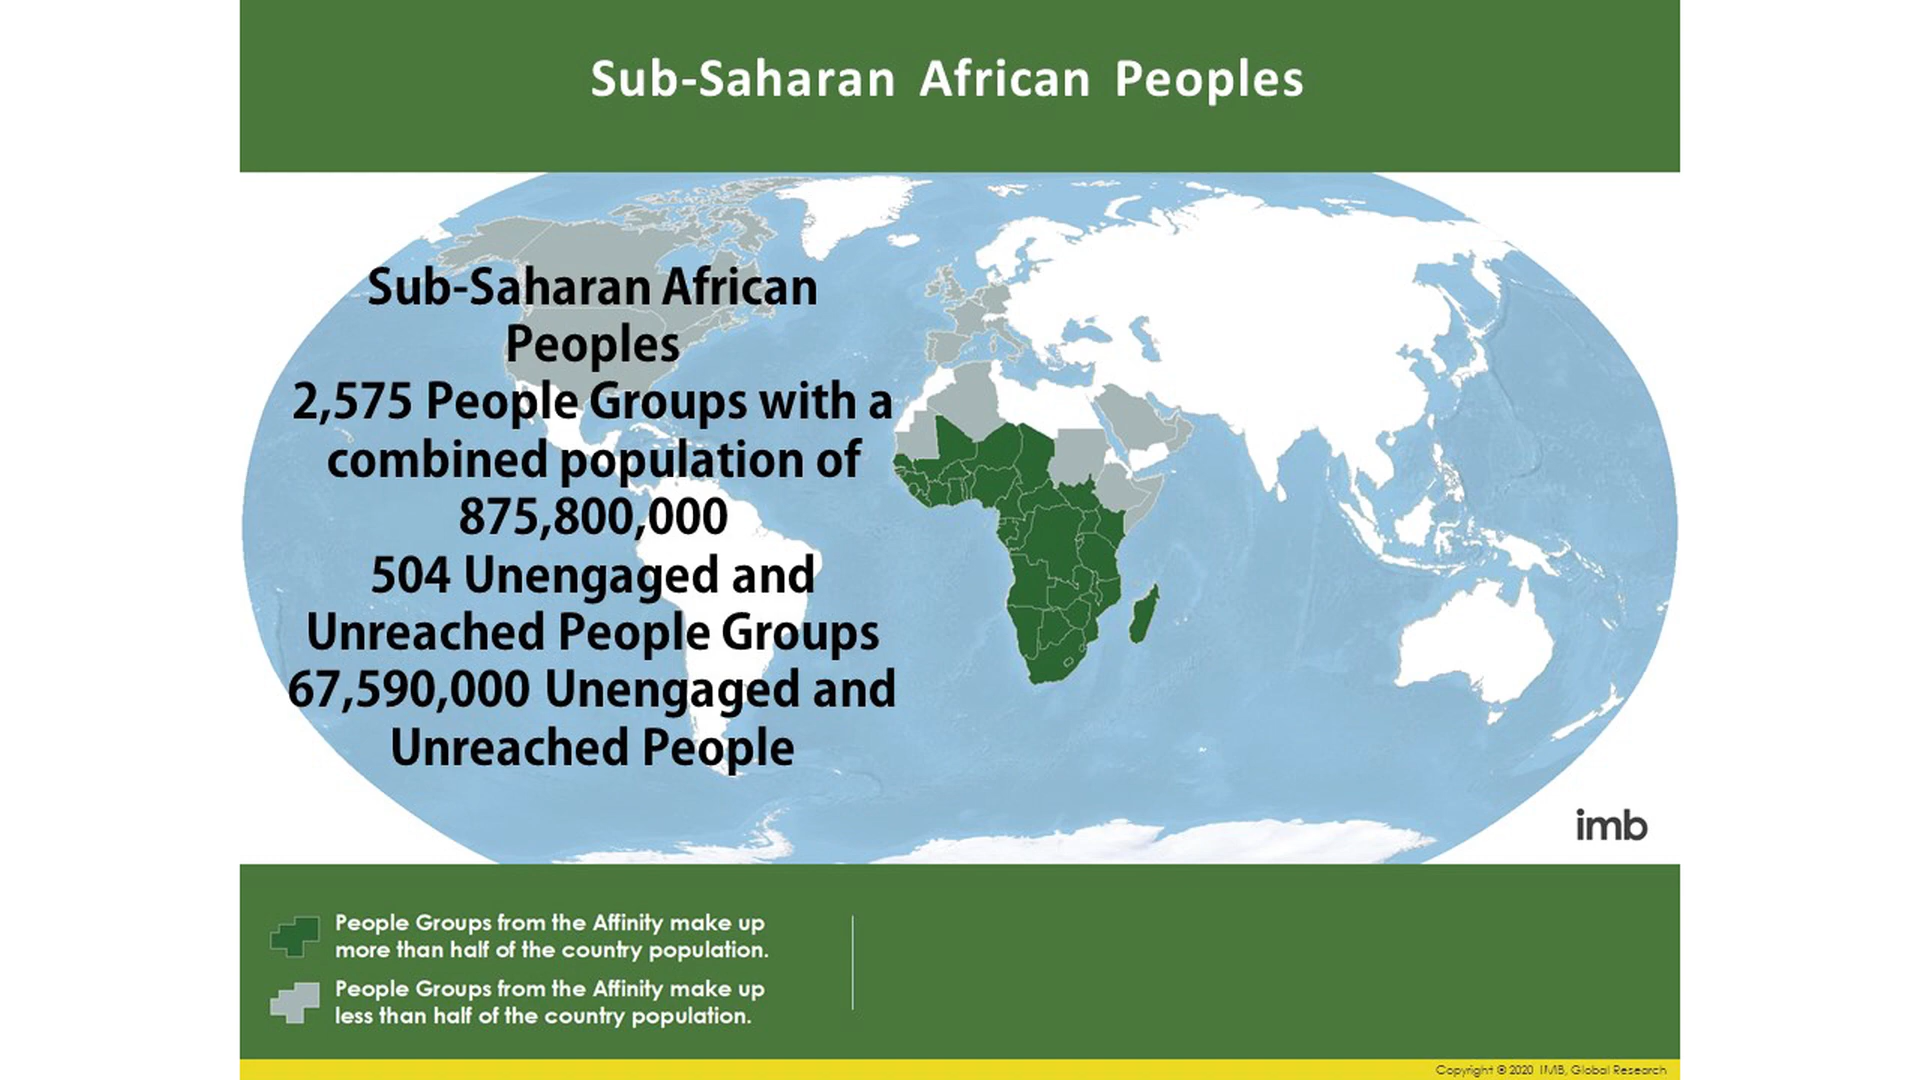 Sub-Saharan African Peoples
Sub-Saharan African
Peoples
2,575 People Groups with a
combined population of
875,800,000
504 Unengaged and
Unreached People Groups
67,590,000 Unengaged and
Unreached People
imb
People Groups from the Affinity make up
more than half of the country population.
People Groups from the Affinity make up
less than half of the country population.
Copyright © 2020 IMB, Global Research